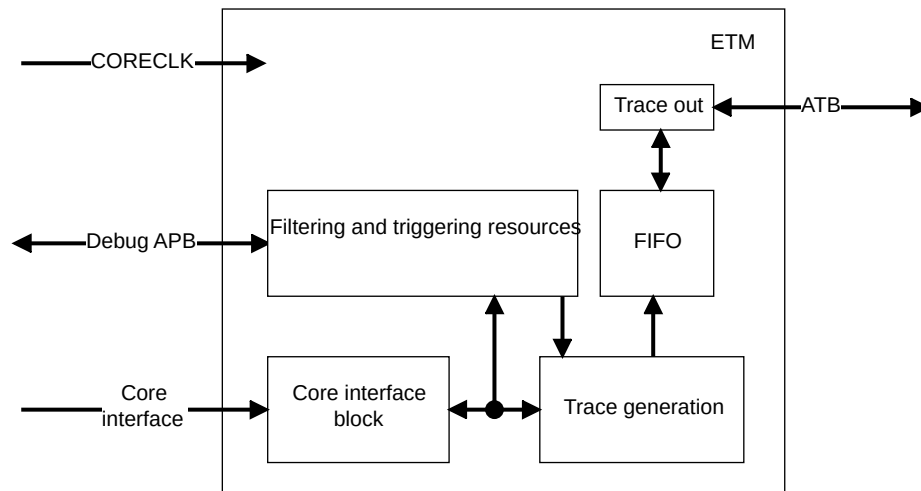 ETM
CORECLK
Trace out
ATB
Filtering and triggering resources
Debug APB
FIFO
Core
interface
Core interface
block
Trace generation